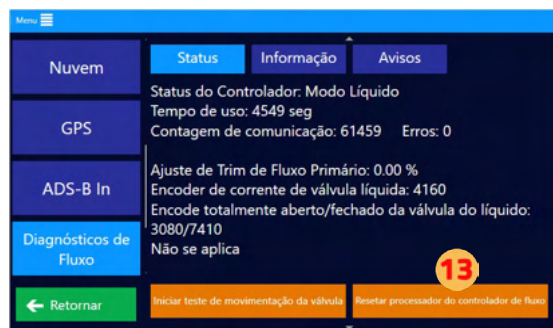 Menu
Nuvem
GPS
ADS-B In
Diagnósticos de
Fluxo
Retornar
Status Informação Avisos
Status do Controlador: Modo Líquido
Tempo de uso: 4549 seg
Contagem de comunicação: 61459 Erros: 0
Ajuste de Trim de Fluxo Primário: 0.00 %
Encoder de corrente de válvula líquida: 4160
Encode totalmente aberto/fechado da válvula do líquido:
3080/7410
Não se aplica
13
Iniciar teste de movimentação da válvula
Resetar processador do controlador de fluxo